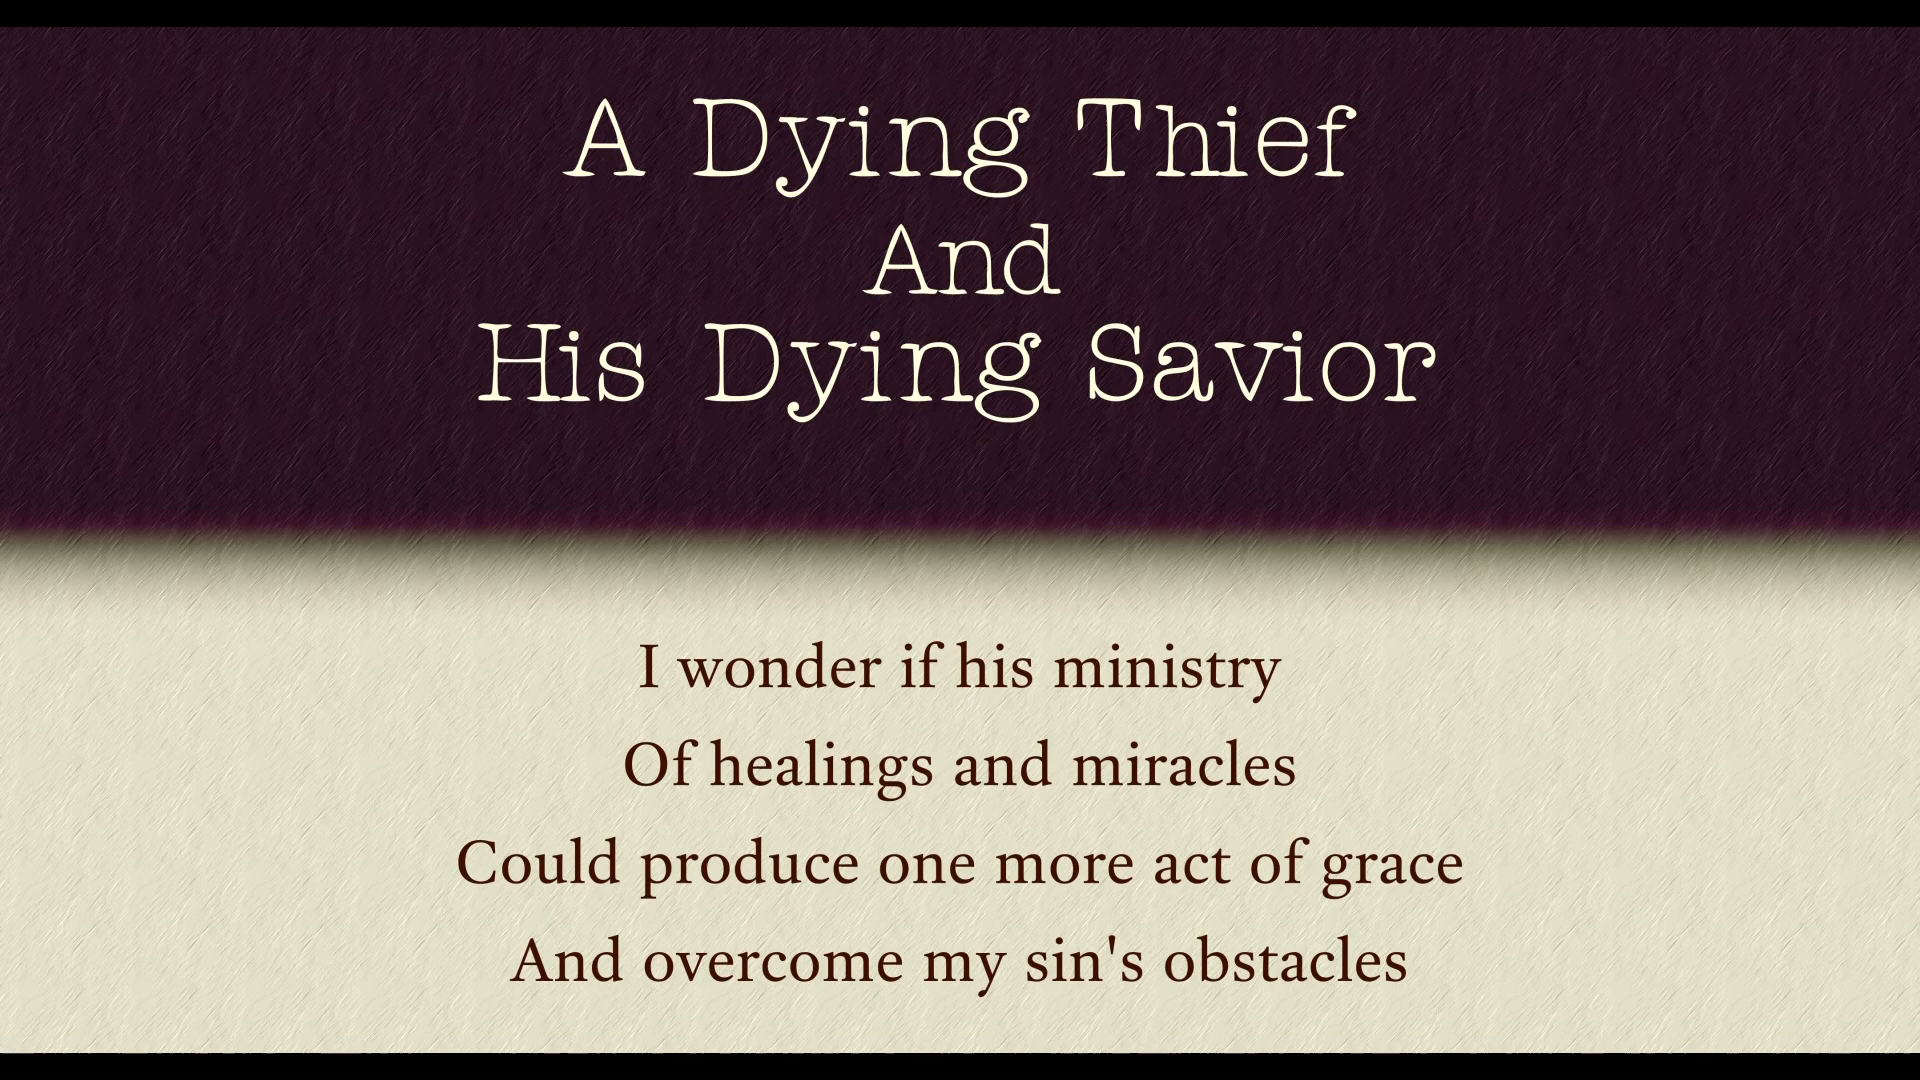 A Dying Thief
And
His Dying Savior
I wonder if his ministry
Of healings and miracles
Could produce one more act of grace
And overcome my sin's obstacles